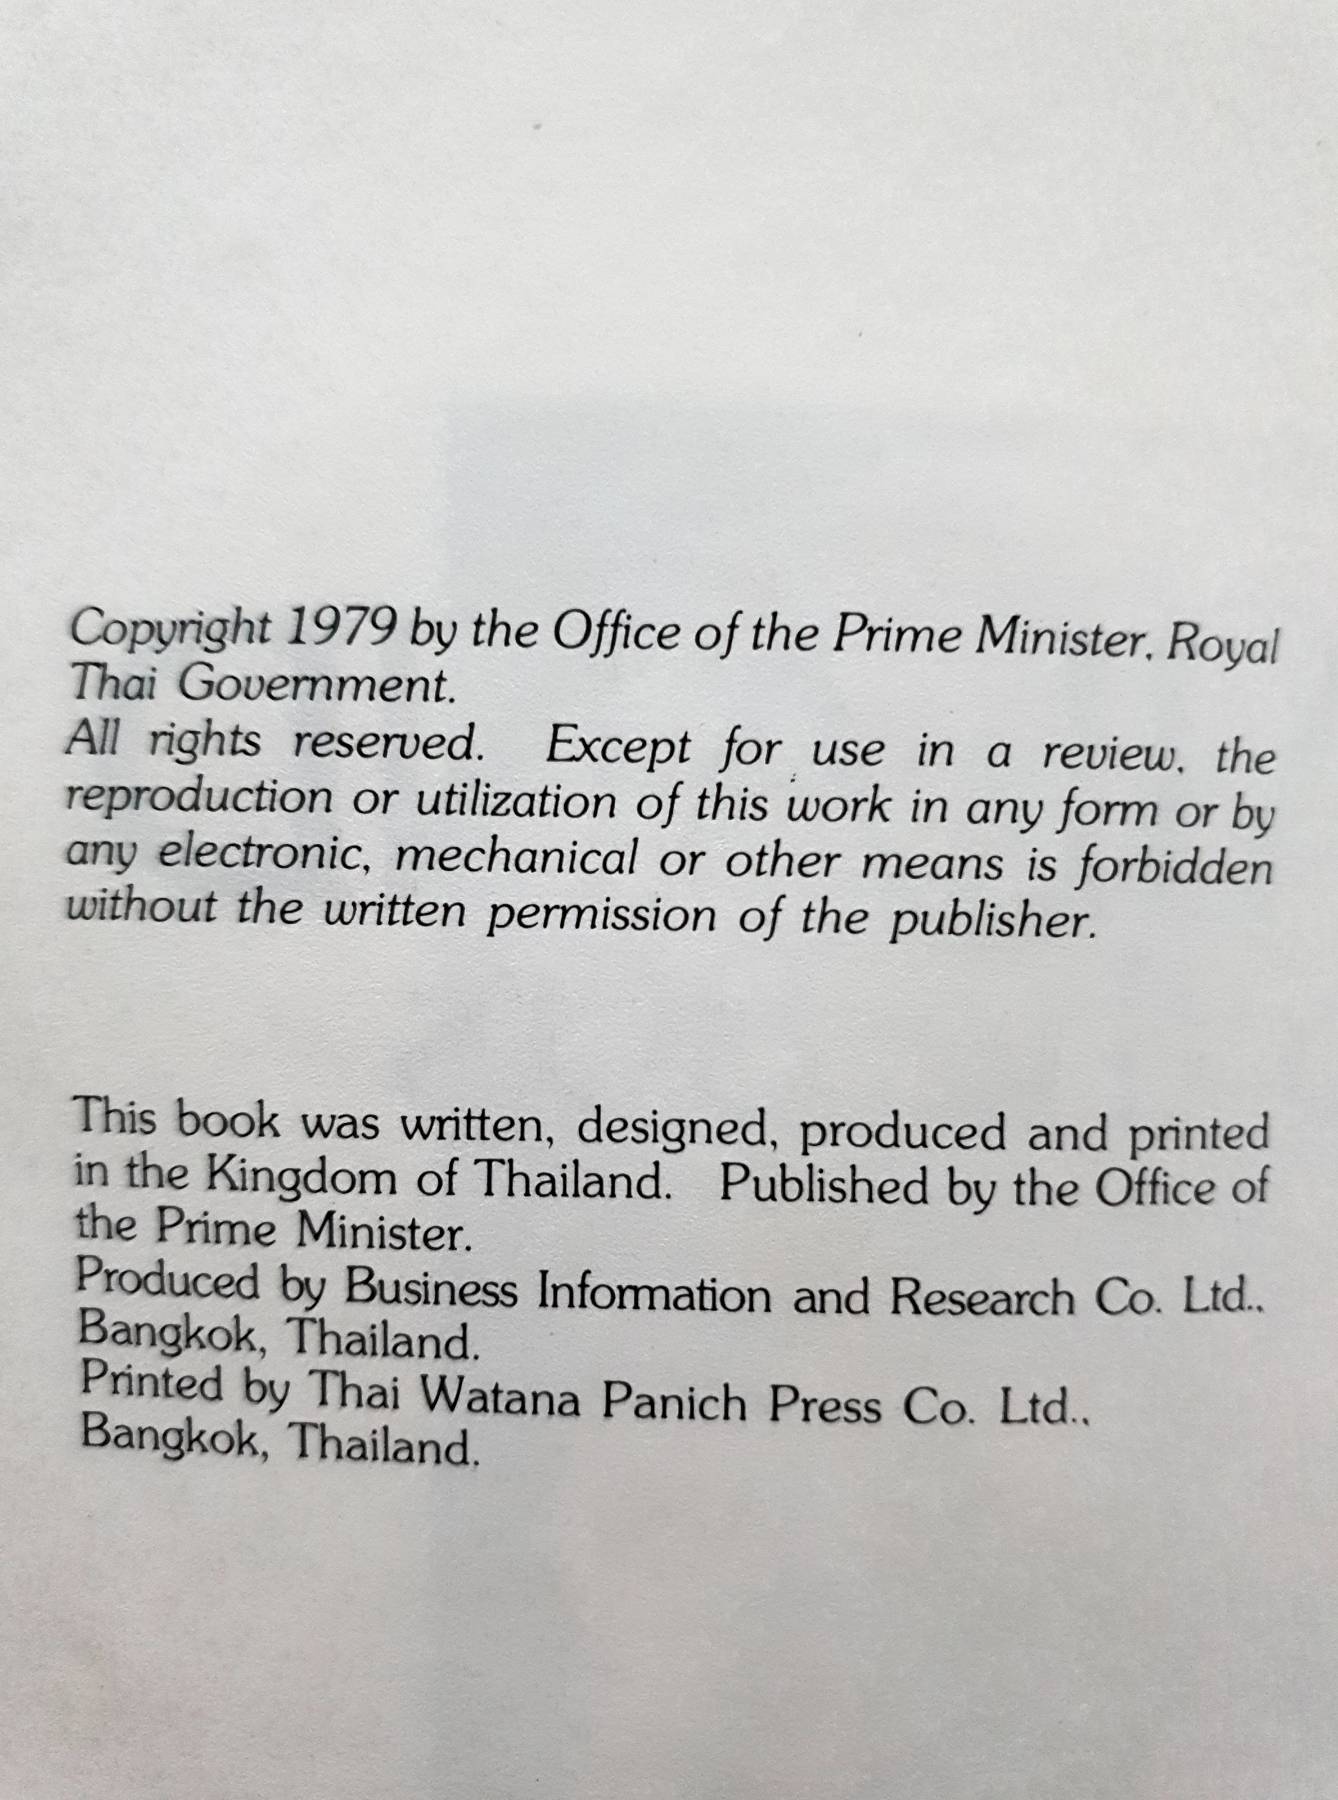 Copyright 1979 by the Office of the Prime Minister, Royal
Thai Government.
All rights reserved. Except for use in a review, the
reproduction or utilization of this work in any form or by
any electronic, mechanical or other means is forbidden
without the written permission of the publisher.
This book was written, designed, produced and printed
in the Kingdom of Thailand. Published by the Office of
the Prime Minister.
Produced by Business Information and Research Co. Ltd.,
Bangkok, Thailand.
Printed by Thai Watana Panich Press Co. Ltd.,
Bangkok, Thailand.